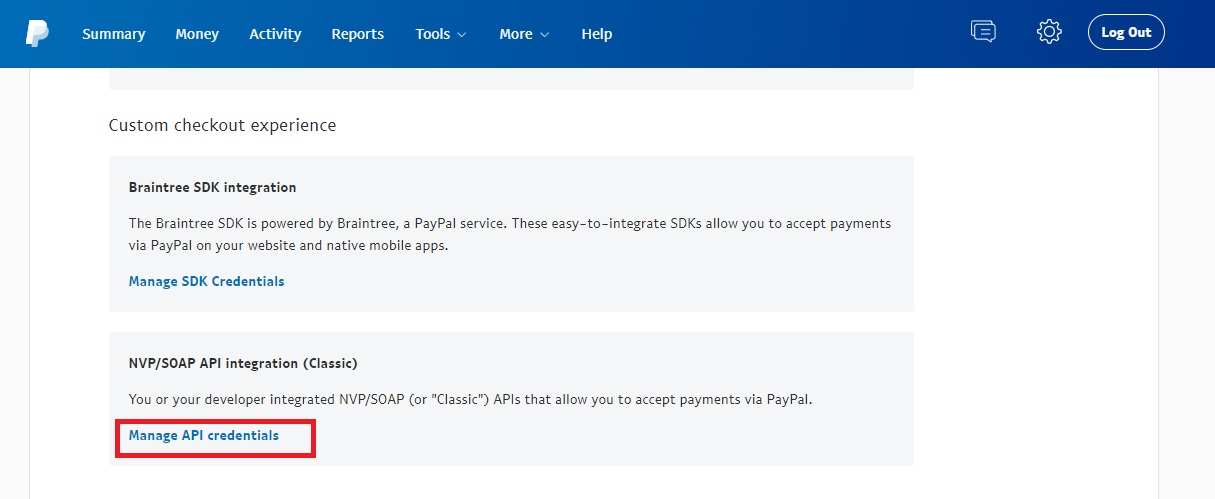 Summary Money Activity Reports Tools More Help Log Out
Custom checkout experience
Braintree SDK integration
The Braintree SDK is powered by Braintree, a PayPal service. These easy-to-integrate SDKs allow you to accept payments
via PayPal on your website and native mobile apps.
Manage SDK Credentials
NVP/SOAP API integration (Classic)
You or your developer integrated NVP/SOAP (or "Classic") APIs that allow you to accept payments via PayPal.
Manage API credentials